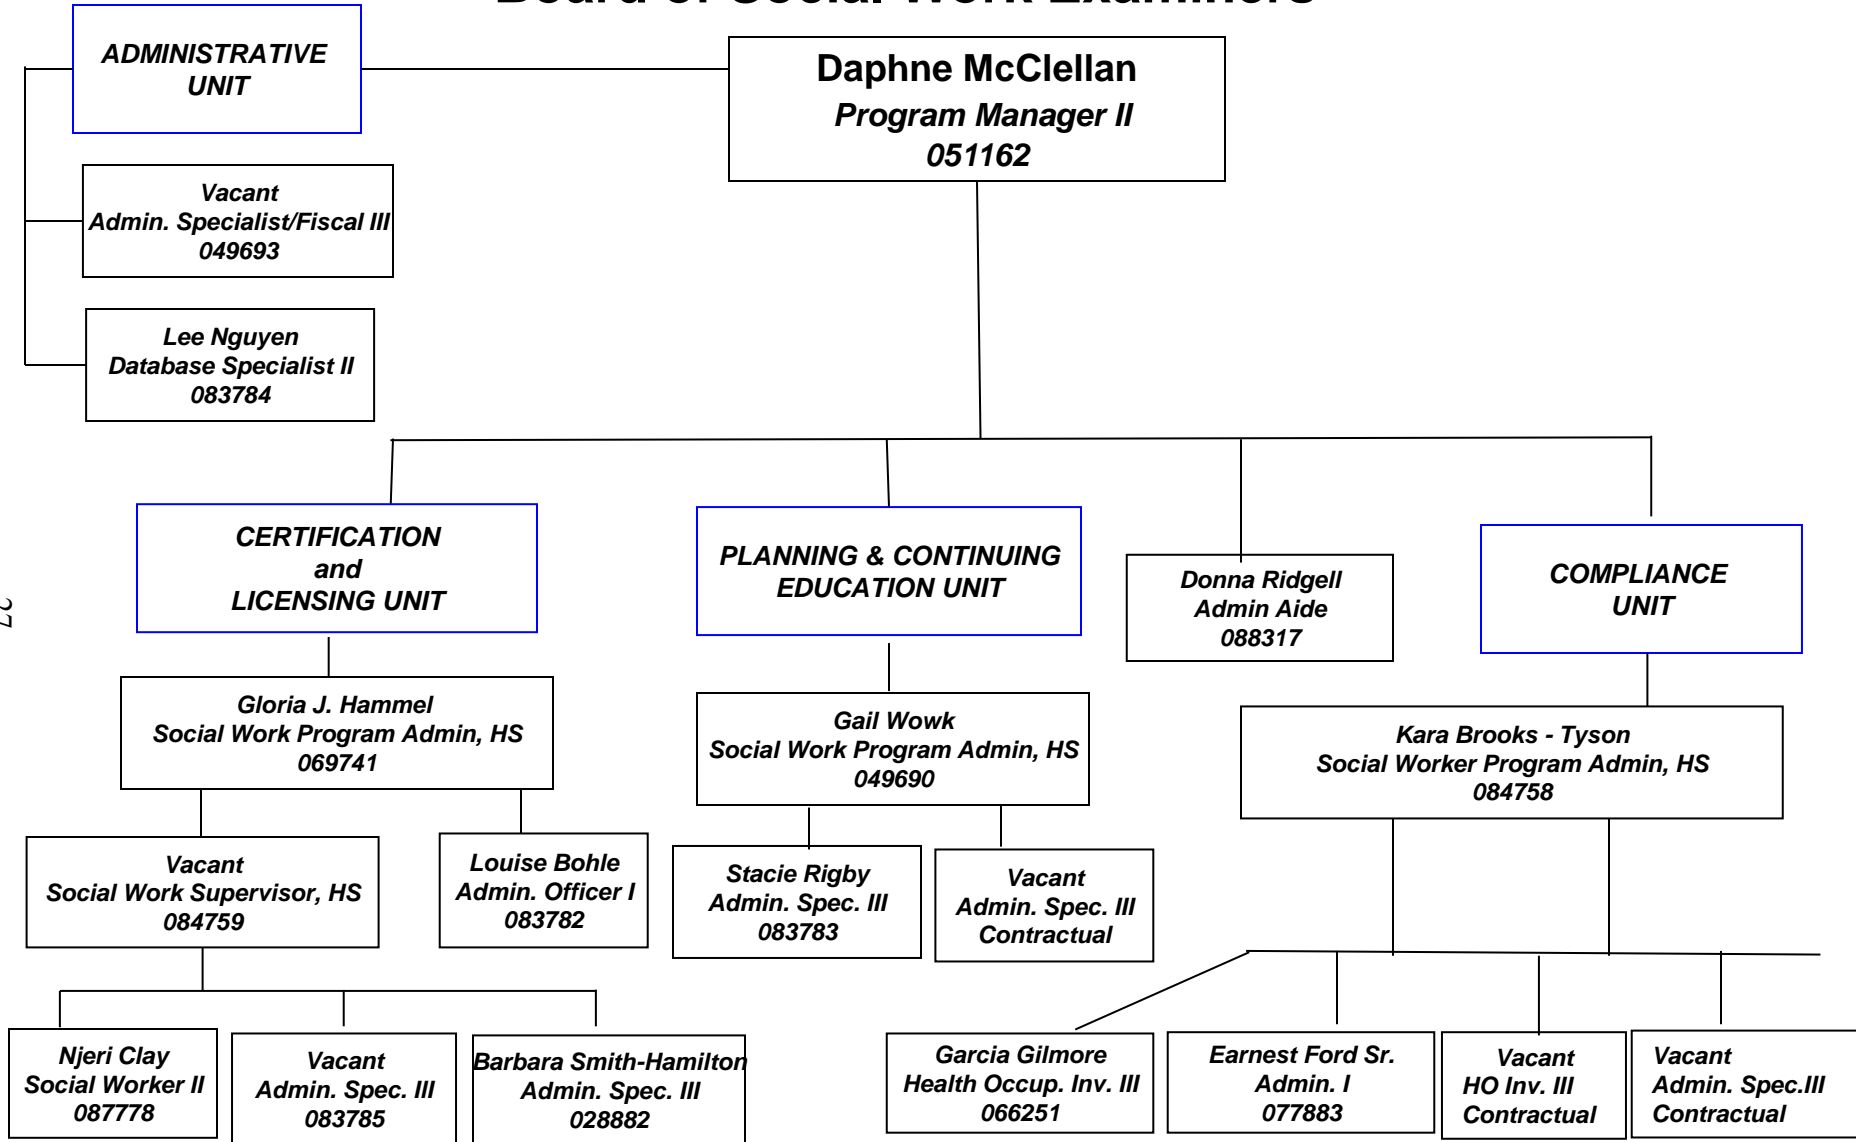 Board of Social Work Examiners
ADMINISTRATIVE
UNIT
Daphne McClellan
Program Manager II
051162
Vacant
Admin. Specialist/Fiscal III
049693
Lee Nguyen
Database Specialist II
083784
CERTIFICATION
and
LICENSING UNIT
PLANNING & CONTINUING
EDUCATION UNIT
Donna Ridgell
Admin Aide
088317
COMPLIANCE
UNIT
Gloria J. Hammel
Social Work Program Admin, HS
069741
Gail Wowk
Social Work Program Admin, HS
049690
Kara Brooks - Tyson
Social Worker Program Admin, HS
084758
Vacant
Social Work Supervisor, HS
084759
Louise Bohle
Admin. Officer I
083782
Stacie Rigby
Admin. Spec. III
083783
Vacant
Admin. Spec. III
Contractual
Njeri Clay
Social Worker II
087778
Vacant
Admin. Spec. III
083785
Barbara Smith-Hamilton
Admin. Spec. III
028882
Garcia Gilmore
Health Occup. Inv. III
066251
Earnest Ford Sr.
Admin. I
077883
Vacant
HO Inv. III
Contractual
Vacant
Admin. Spec.III
Contractual